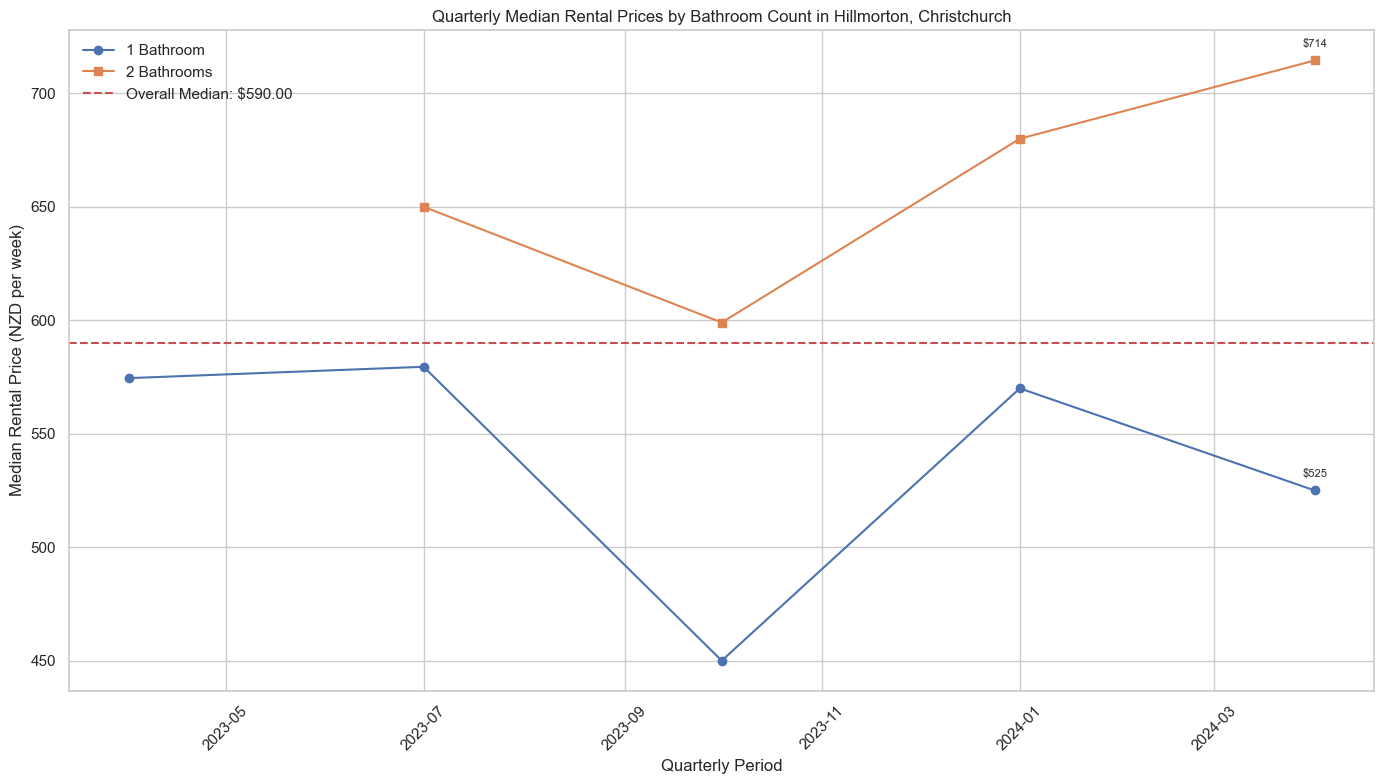 Quarterly Median Rental Prices by Bathroom Count in Hillmorton, Christchurch
1 Bathroom
2 Bathrooms
Overall Median: $590.00
$714
$525
Median Rental Price (NZD per week)
700
650
600
550
500
450
2023-05
2023-07
2023-09
2023-11
2024-01
2024-03
Quarterly Period